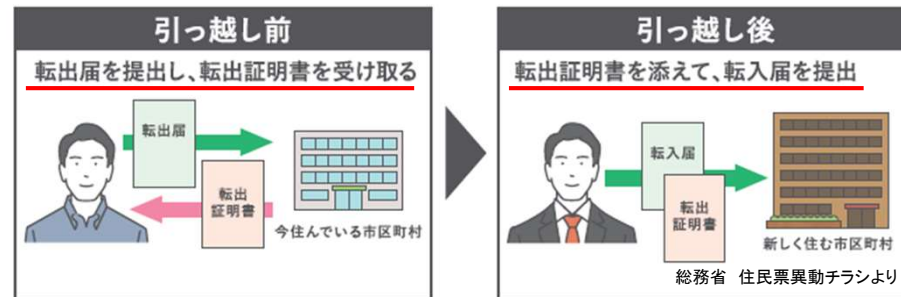 引っ越し前
転出届を提出し、転出証明書を受け取る
転出届
転出
証明書
今住んでいる市区町村
引っ越し後
転出証明書を添えて、転入届を提出
転入届
転出
証明書
新しく住む市区町村
総務省 住民票異動チラシより